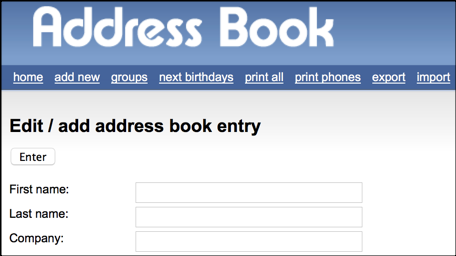 Address Book
home add new groups next birthdays print all print phones export import
Edit / add address book entry
Enter
First name:
Last name:
Company: